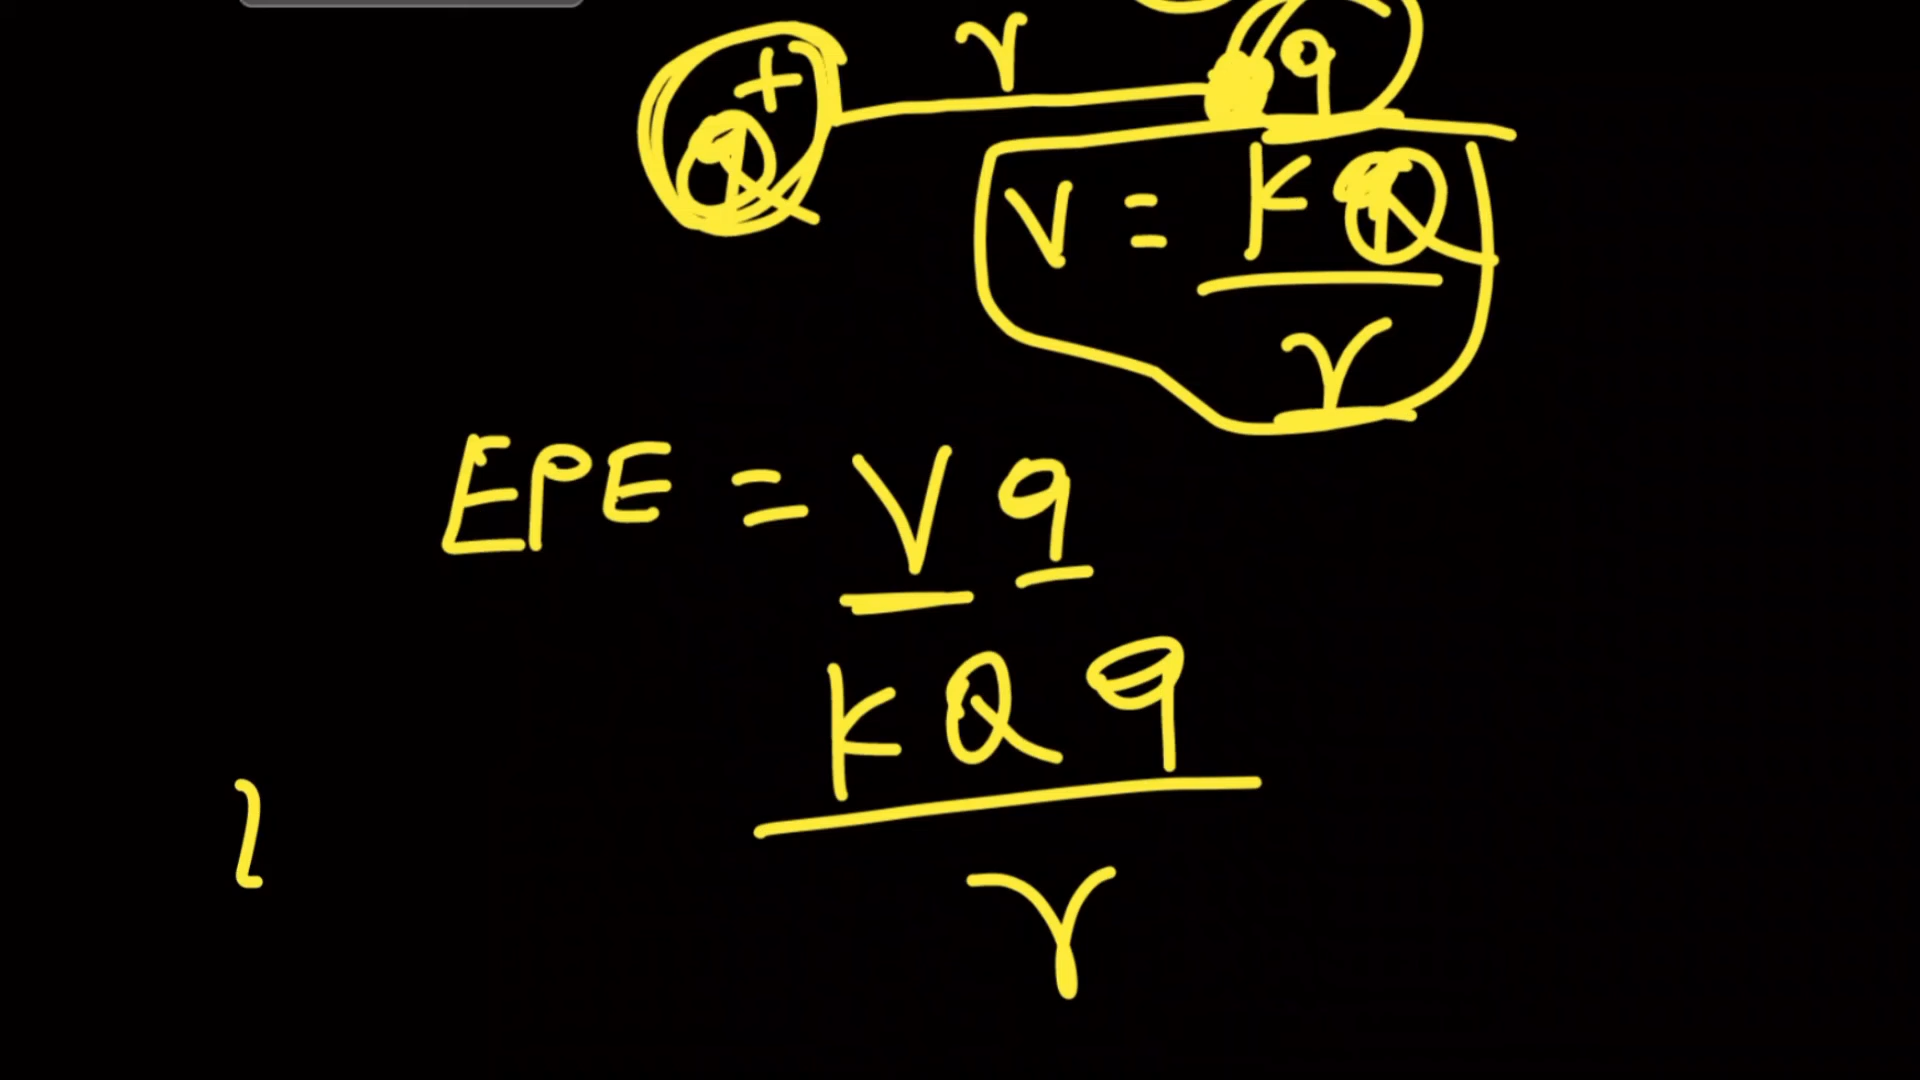 r
+
q
Q
V = kQ
r
EPE = Vq
kQq
r